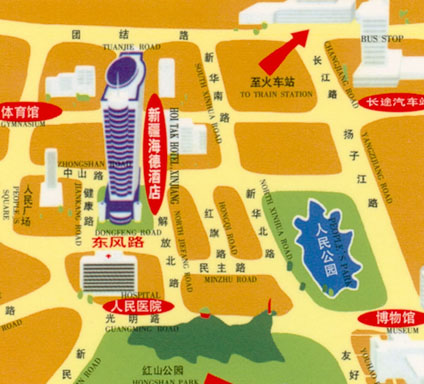 团 结 路
TUANJIE ROAD
BUS STOP
至火车站
TO TRAIN STATION
长途汽车站
长江路
CHANGJIANG ROAD
新华南路
SOUTH XINHUA ROAD
体育馆
GYMNASIUM
新疆海德酒店
HOI TAK HOTEL XINJIANG
扬子江路
YANGZIJIANG ROAD
ZHONGSHAN ROAD
中山路
健康路
JIANKANG ROAD
人民广场
PEOPLE'S SQUARE
DONGFENG ROAD
东风路
解放北路
NORTH JIEFANG ROAD
红旗路
HONGQI ROAD
新华北路
NORTH XINHUA ROAD
人民公园
PEOPLE'S PARK
民主路
MINZHU ROAD
HOSPITAL
人民医院
光明路
GUANGMING ROAD
博物馆
MUSEUM
红山公园
HONGSHAN PARK
新民
友好